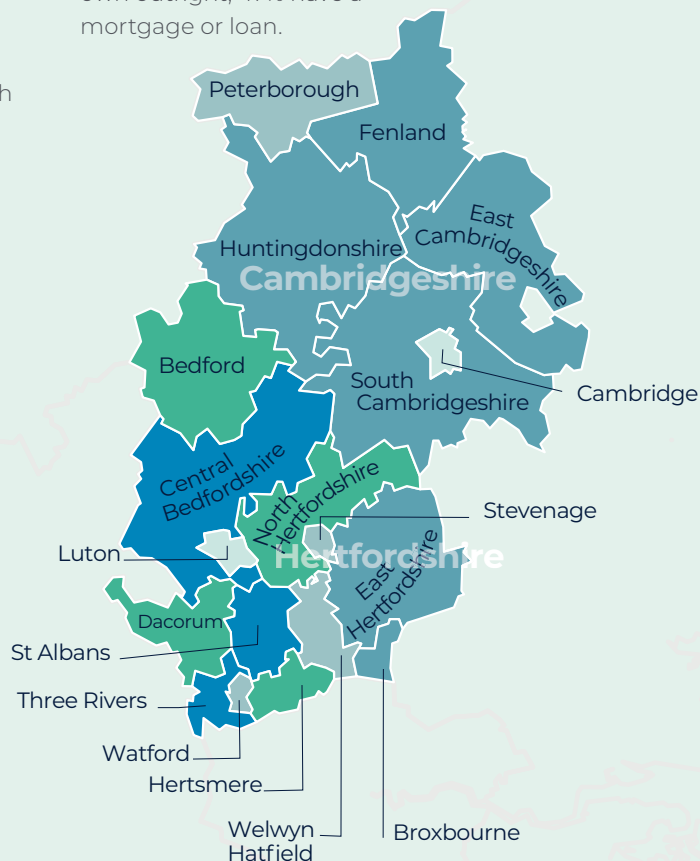 mortgage or loan.
h
Peterborough
Fenland
East
Cambridgeshire
Huntingdonshire
Cambridgeshire
Bedford
South
Cambridgeshire
Cambridge
Central
Bedfordshire
North
Hertfordshire
Stevenage
Luton
Hertfordshire
East
Hertfordshire
Dacorum
St Albans
Three Rivers
Watford
Hertsmere
Welwyn
Hatfield
Broxbourne